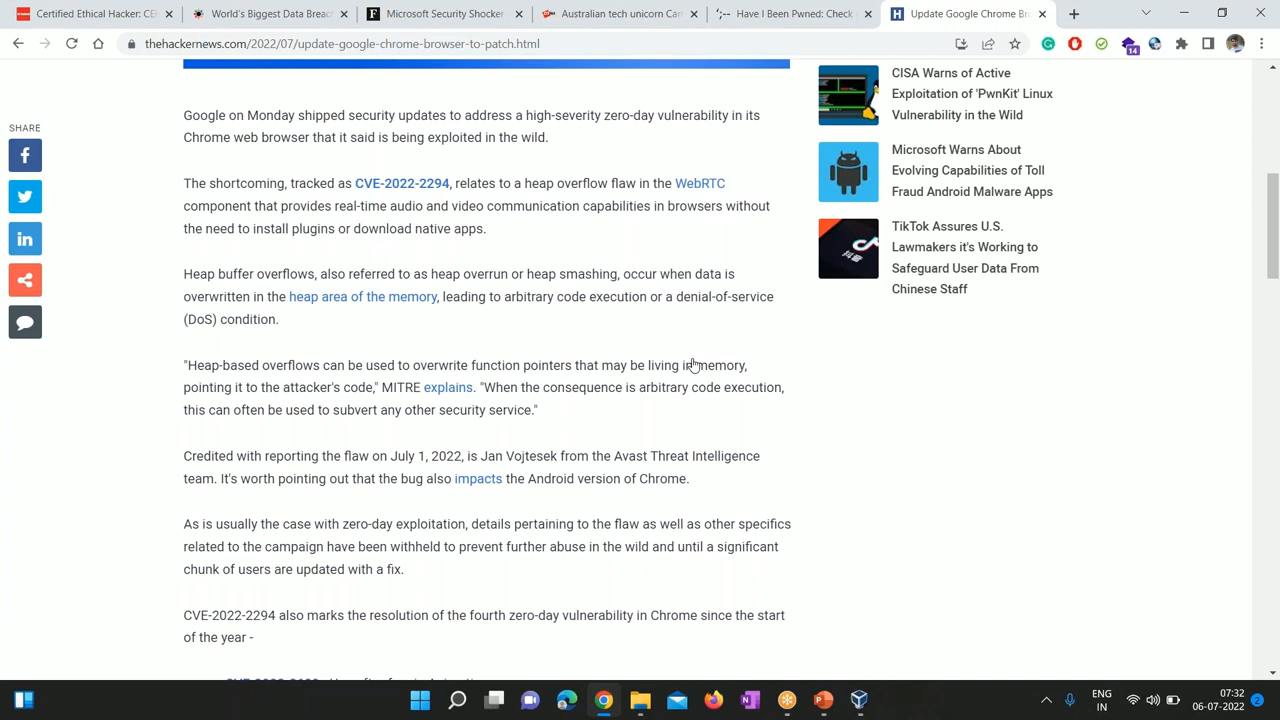 Certified Ethical Hacker: CEH
World's Biggest Data Breac
Microsoft Security Shocker
Australian tech unicorn Can
Have I Been Pwned: Check
Update Google Chrome Bro
thehackernews.com/2022/07/update-google-chrome-browser-to-patch.html
14
SHARE
Google on Monday shipped security updates to address a high-severity zero-day vulnerability in its
Chrome web browser that it said is being exploited in the wild.
The shortcoming, tracked as CVE-2022-2294, relates to a heap overflow flaw in the WebRTC
component that provides real-time audio and video communication capabilities in browsers without
the need to install plugins or download native apps.
Heap buffer overflows, also referred to as heap overrun or heap smashing, occur when data is
overwritten in the heap area of the memory, leading to arbitrary code execution or a denial-of-service
(DoS) condition.
"Heap-based overflows can be used to overwrite function pointers that may be living in memory,
pointing it to the attacker's code," MITRE explains. "When the consequence is arbitrary code execution,
this can often be used to subvert any other security service."
Credited with reporting the flaw on July 1, 2022, is Jan Vojtesek from the Avast Threat Intelligence
team. It's worth pointing out that the bug also impacts the Android version of Chrome.
As is usually the case with zero-day exploitation, details pertaining to the flaw as well as other specifics
related to the campaign have been withheld to prevent further abuse in the wild and until a significant
chunk of users are updated with a fix.
CVE-2022-2294 also marks the resolution of the fourth zero-day vulnerability in Chrome since the start
of the year -
CISA Warns of Active
Exploitation of 'PwnKit' Linux
Vulnerability in the Wild
Microsoft Warns About
Evolving Capabilities of Toll
Fraud Android Malware Apps
TikTok Assures U.S.
Lawmakers it's Working to
Safeguard User Data From
Chinese Staff
ENG
IN
07:32
06-07-2022
2